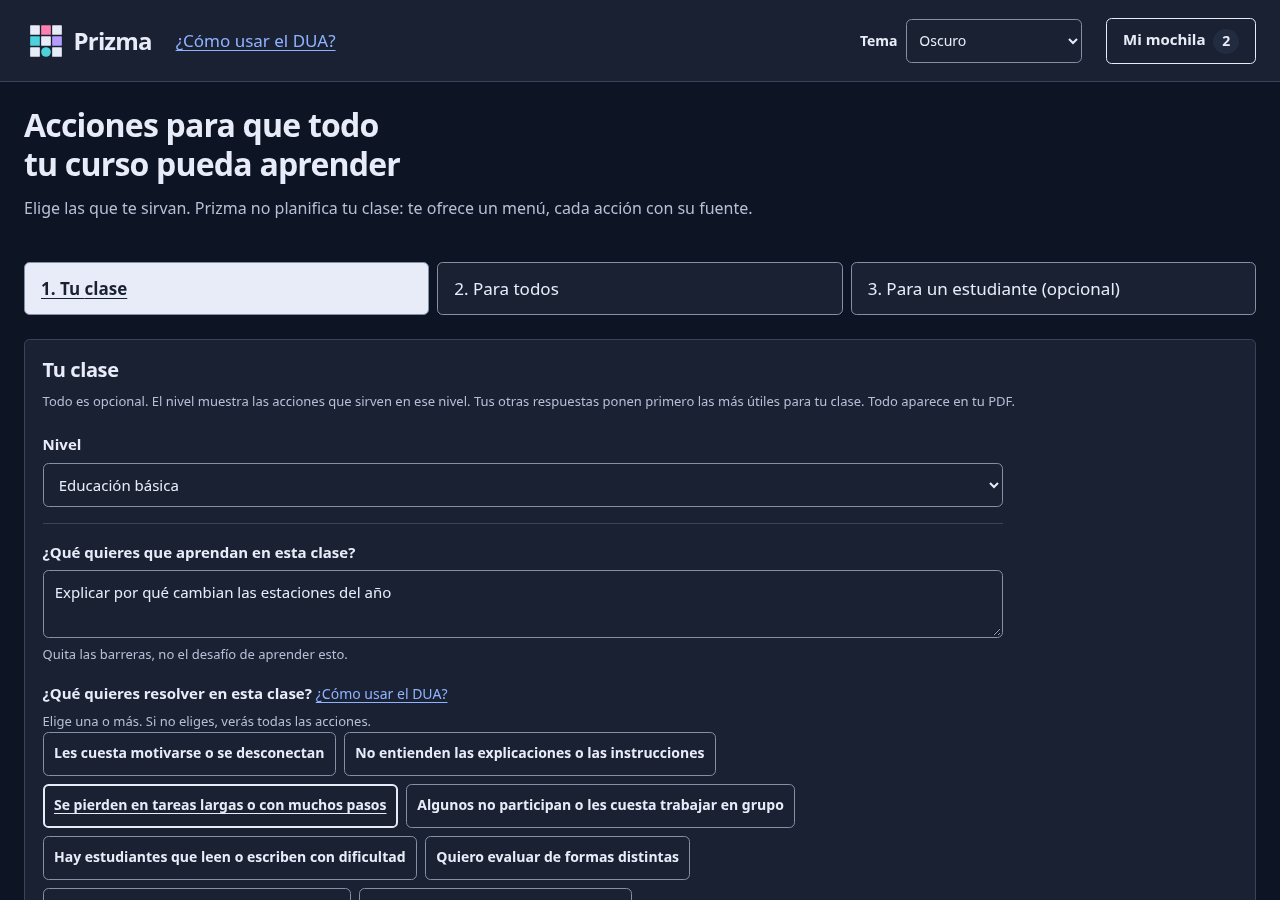 Prizma
¿Cómo usar el DUA?
Tema
Oscuro
Mi mochila 2
Acciones para que todo
tu curso pueda aprender
Elige las que te sirvan. Prizma no planifica tu clase: te ofrece un menú, cada acción con su fuente.
1. Tu clase
2. Para todos
3. Para un estudiante (opcional)
Tu clase
Todo es opcional. El nivel muestra las acciones que sirven en ese nivel. Tus otras respuestas ponen primero las más útiles para tu clase. Todo aparece en tu PDF.
Nivel
Educación básica
¿Qué quieres que aprendan en esta clase?
Explicar por qué cambian las estaciones del año
Quita las barreras, no el desafío de aprender esto.
¿Qué quieres resolver en esta clase? ¿Cómo usar el DUA?
Elige una o más. Si no eliges, verás todas las acciones.
Les cuesta motivarse o se desconectan
No entienden las explicaciones o las instrucciones
Se pierden en tareas largas o con muchos pasos
Algunos no participan o les cuesta trabajar en grupo
Hay estudiantes que leen o escriben con dificultad
Quiero evaluar de formas distintas